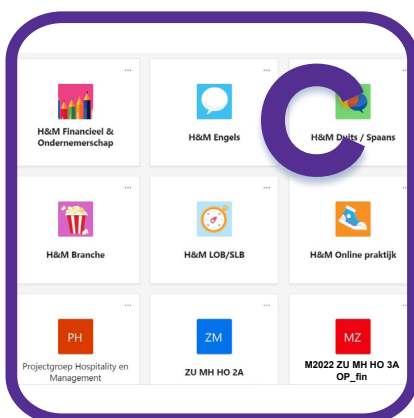 H&M Financieel &
Ondernemerschap
H&M Engels
H&M Duits / Spaans
H&M Branche
H&M LOB/SLB
H&M Online praktijk
PH
Projectgroep Hospitality en
Management
ZM
ZU MH HO 2A
MZ
M2022 ZU MH HO 3A
OP_fin